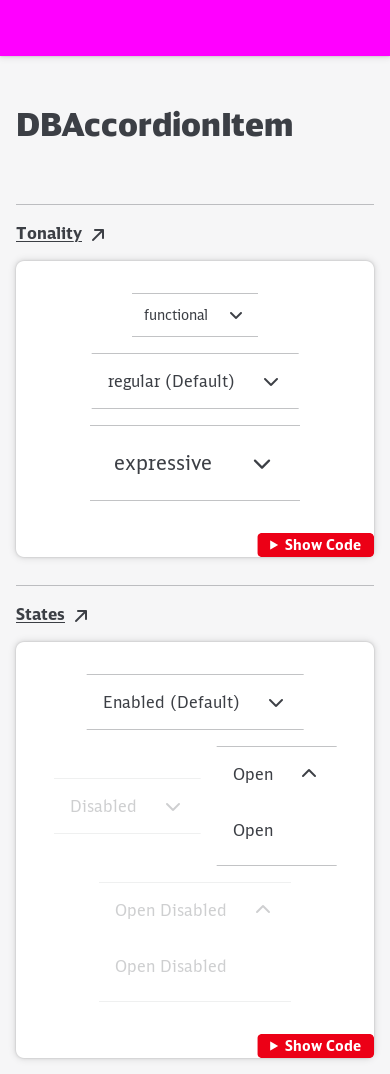 DBAccordionItem
Tonality
functional
regular (Default)
expressive
Show Code
States
Enabled (Default)
Disabled
Open
Open
Open Disabled
Open Disabled
Show Code